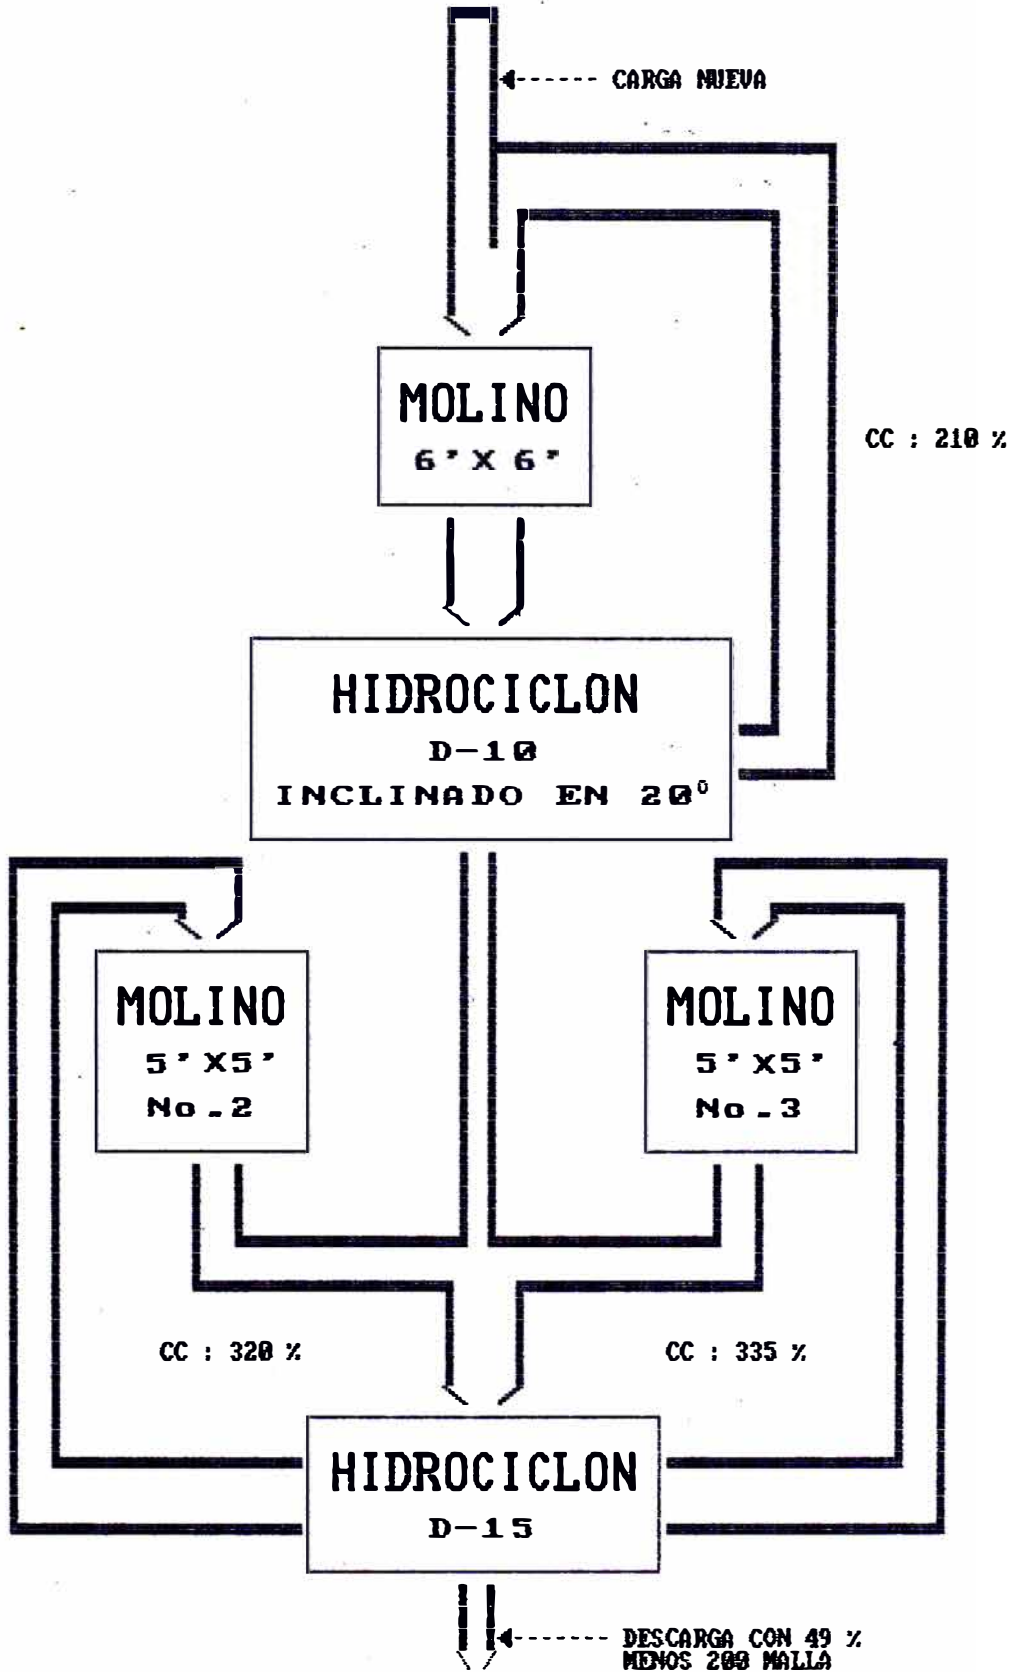 CARGA NUEVA
MOLINO
6' X 6'
CC : 210 %
HIDROCICLON
D-10
INCLINADO EN 20°
MOLINO
5' X5'
No.2
MOLINO
5' X5'
No.3
CC : 320 %
CC : 335 %
HIDROCICLON
D-15
DESCARGA CON 49 %
MENOS 200 MALLA